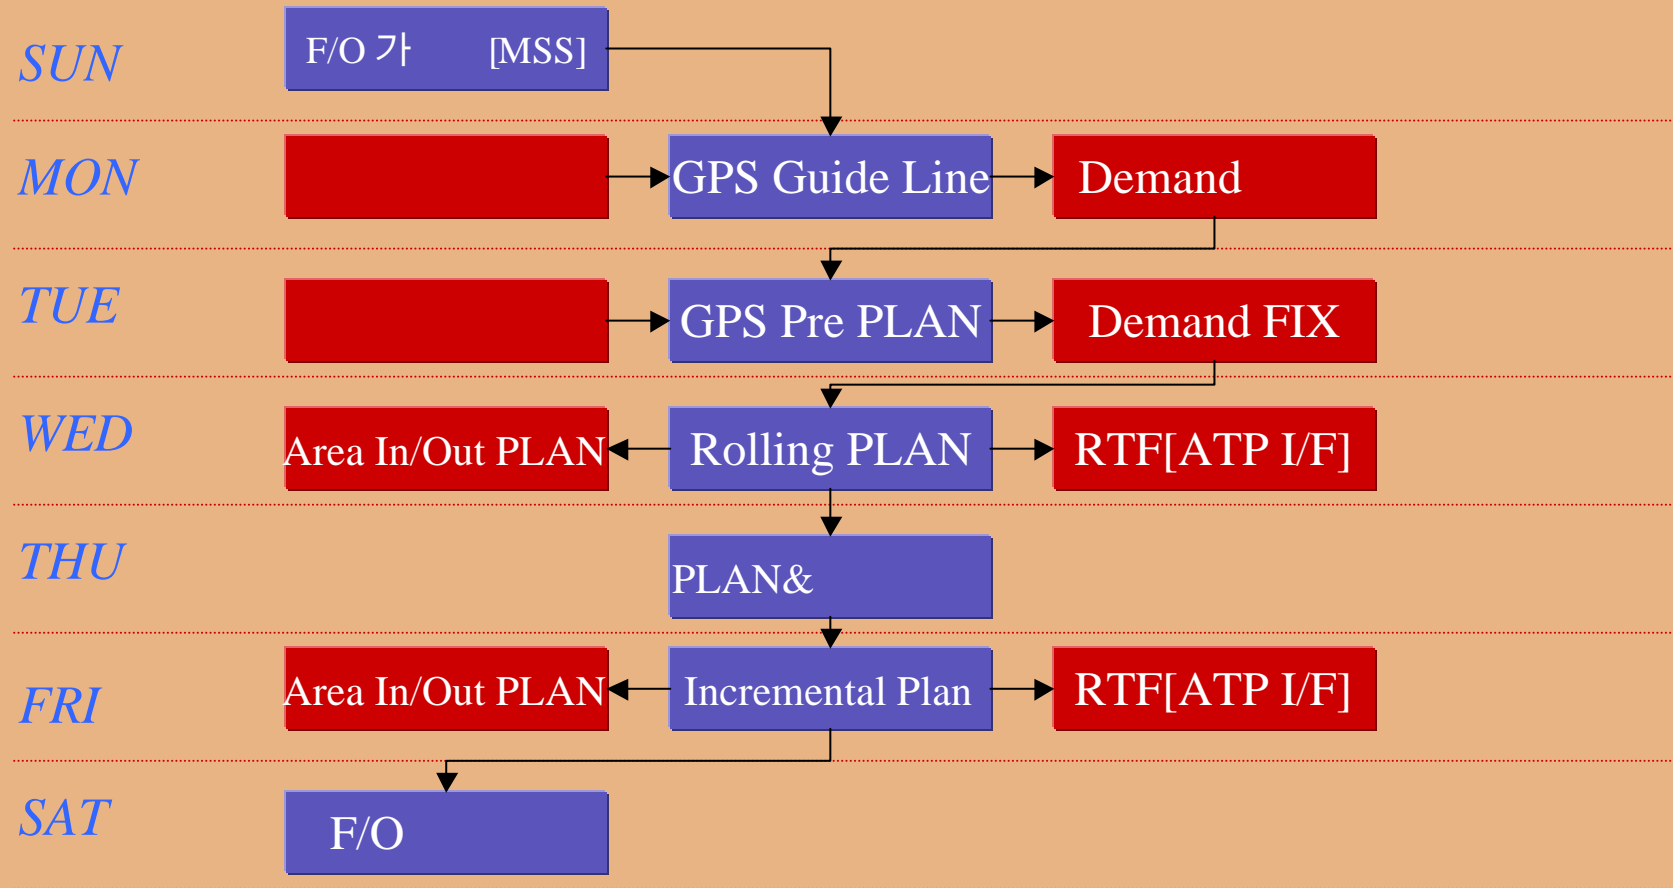 SUN
F/O 가 [MSS]
MON
GPS Guide Line
Demand
TUE
GPS Pre PLAN
Demand FIX
WED
Area In/Out PLAN
Rolling PLAN
RTF[ATP I/F]
THU
PLAN&
FRI
Area In/Out PLAN
Incremental Plan
RTF[ATP I/F]
SAT
F/O